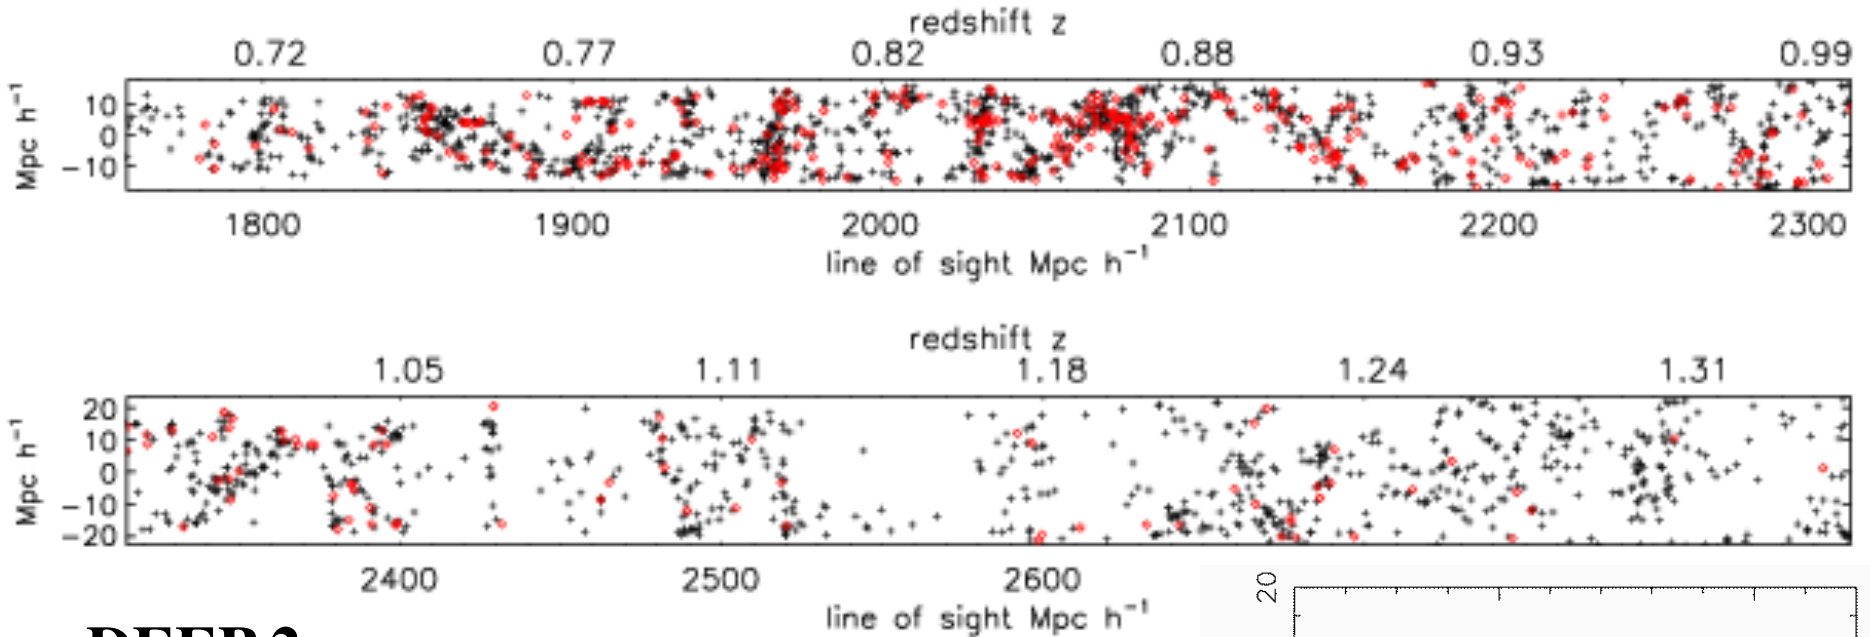 redshift z
0.72 0.77 0.82 0.88 0.93 0.99
10
0
−10
Mpc h⁻¹
1800 1900 2000 2100 2200 2300
line of sight Mpc h⁻¹
redshift z
1.05 1.11 1.18 1.24 1.31
20
10
0
−10
−20
Mpc h⁻¹
2400 2500 2600
line of sight Mpc h⁻¹
20
DEEP2